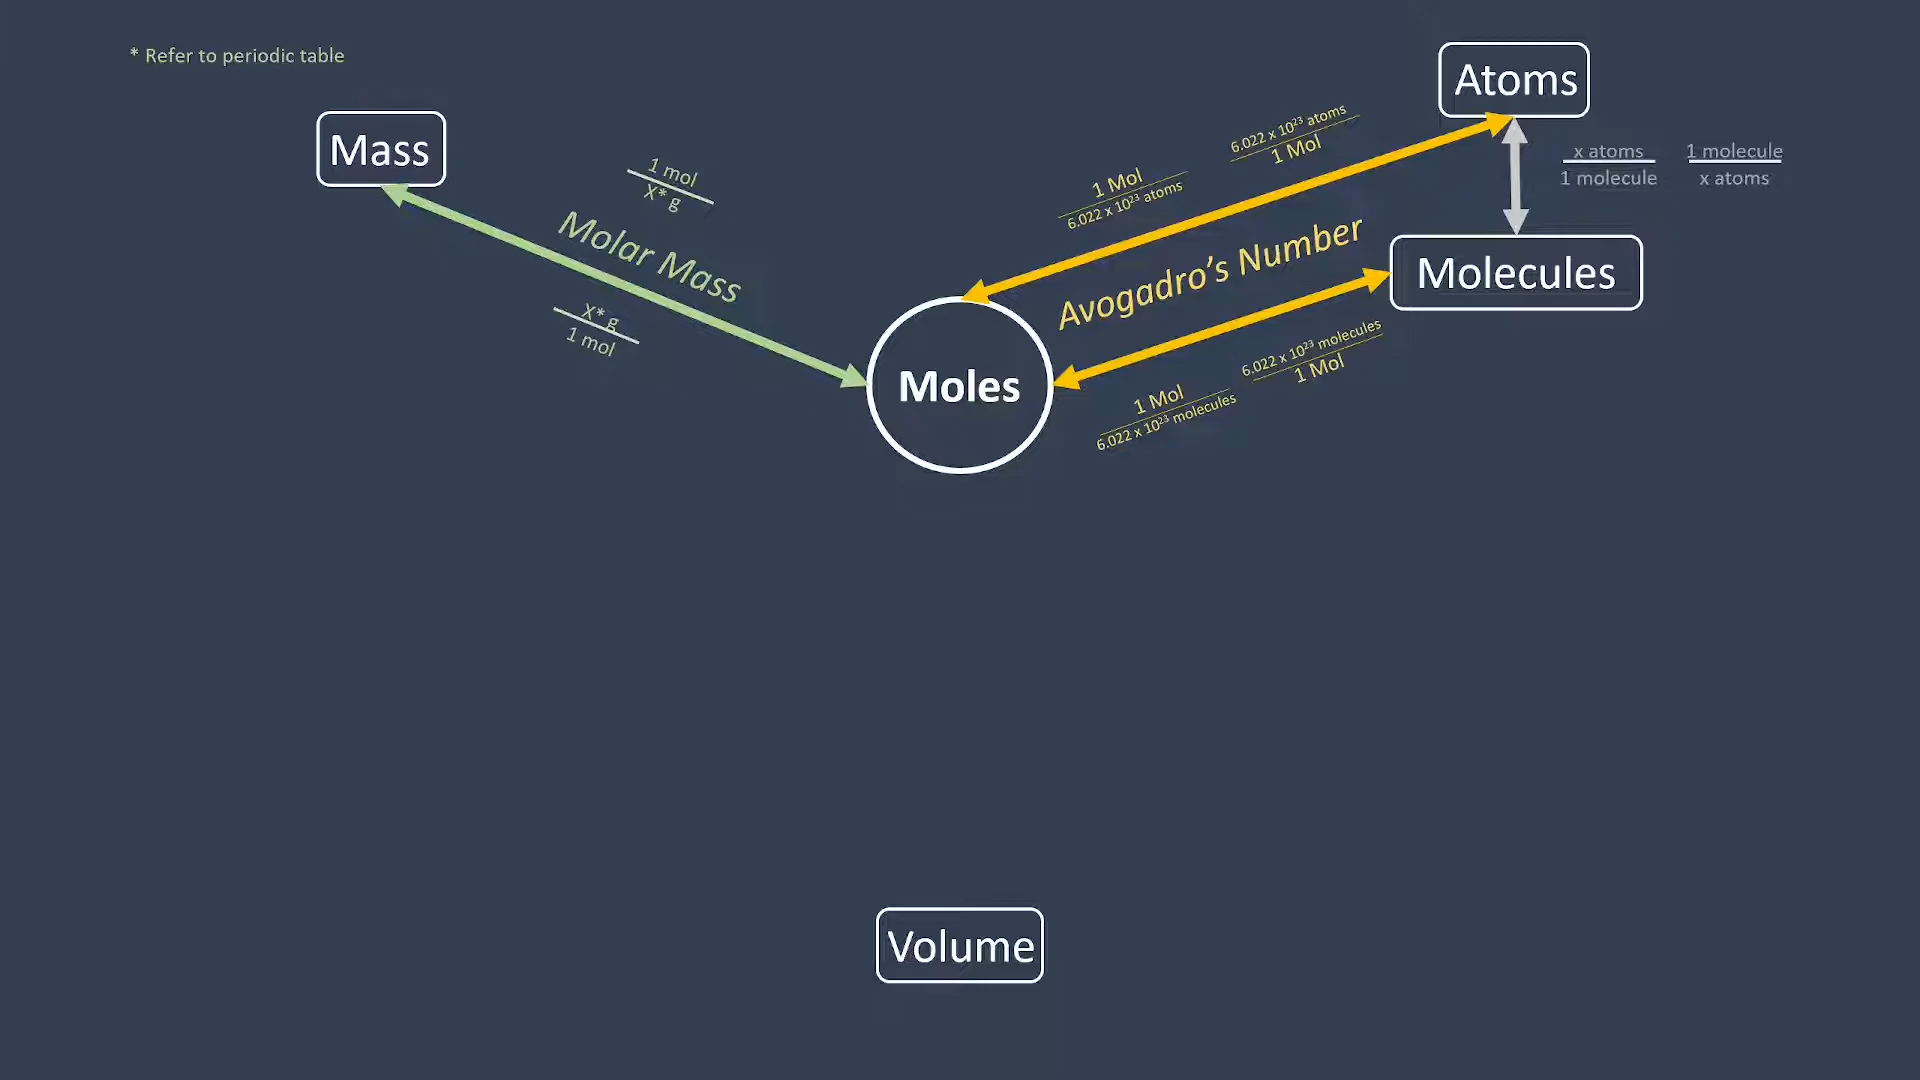 * Refer to periodic table
Mass
1 mol
X* g
Molar Mass
X* g
1 mol
Moles
1 Mol
6.022 x 10²³ atoms
6.022 x 10²³ atoms
1 Mol
Avogadro’s Number
1 Mol
6.022 x 10²³ molecules
6.022 x 10²³ molecules
1 Mol
Atoms
x atoms
1 molecule
1 molecule
x atoms
Molecules
Volume